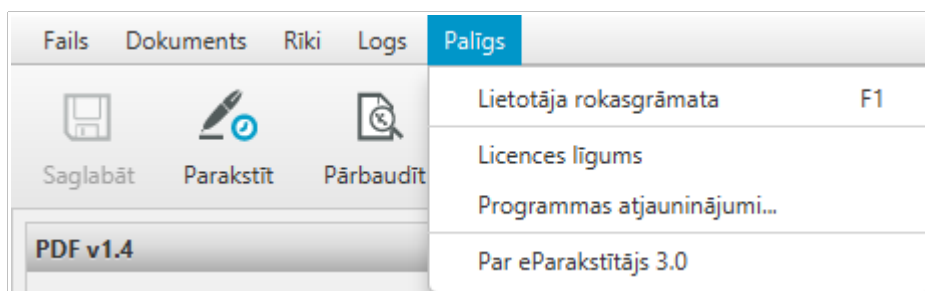 Fails Dokuments Rīki Logs Palīgs
Lietotāja rokasgrāmata F1
Licences līgums
Programmas atjauninājumi...
Par eParakstītājs 3.0
Saglabāt Parakstīt Pārbaudīt
PDF v1.4